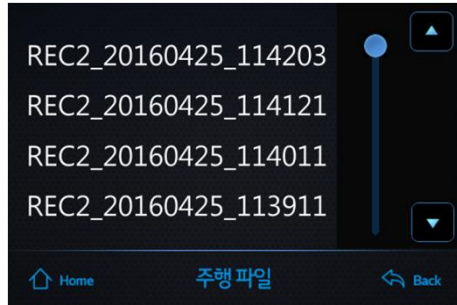 REC2_20160425_114203
REC2_20160425_114121
REC2_20160425_114011
REC2_20160425_113911
Home 주행 파일 Back